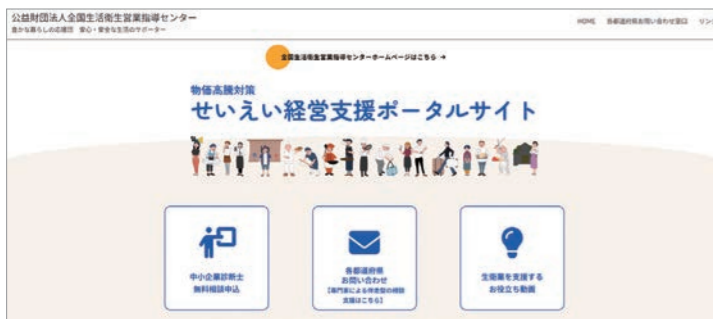 公益財団法人全国生活衛生営業指導センター
豊かな暮らしの応援団 安心・安全な生活のサポーター
HOME 各都道府県お問い合わせ窓口 リン
全国生活衛生営業指導センターホームページはこちら →
物価高騰対策
せいえい経営支援ポータルサイト
中小企業診断士
無料相談申込
各都道府県
お問い合わせ
【専門家による伴走型の相談
支援はこちら】
生衛業を支援する
お役立ち動画